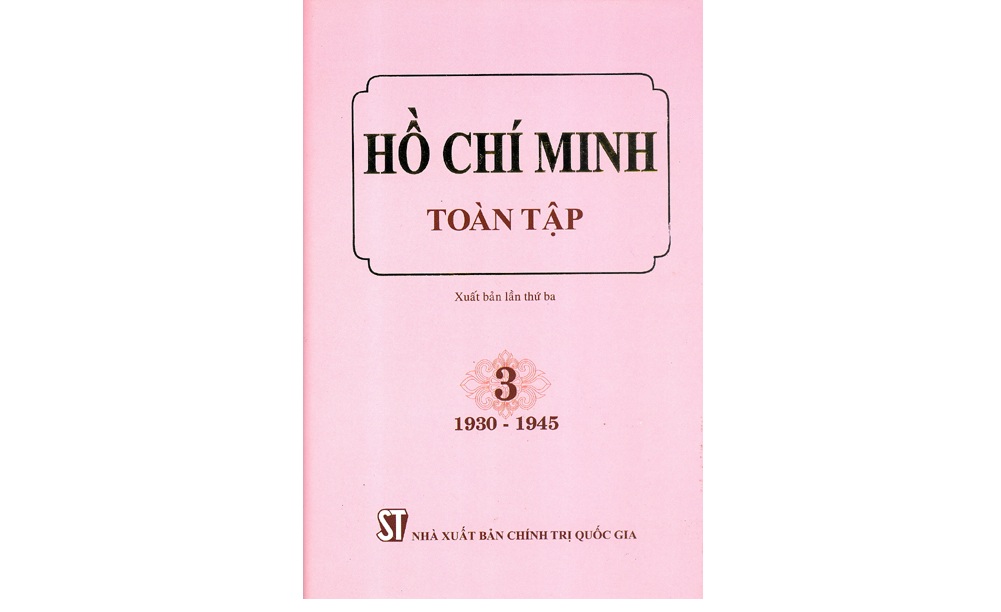 HỒ CHÍ MINH
TOÀN TẬP
Xuất bản lần thứ ba
3
1930 - 1945
ST NHÀ XUẤT BẢN CHÍNH TRỊ QUỐC GIA